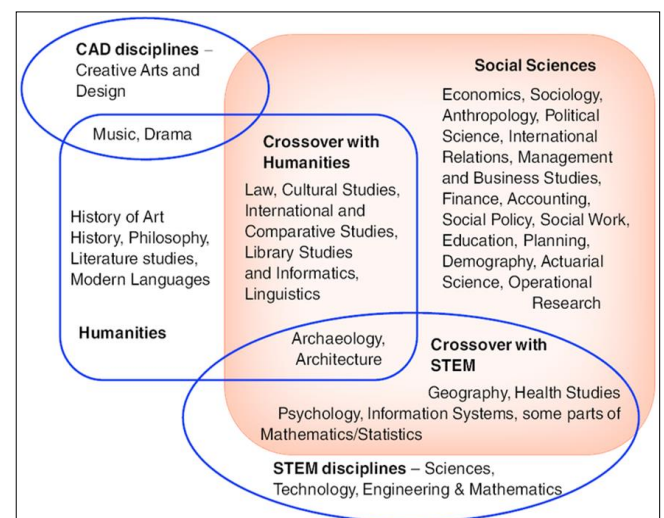 CAD disciplines –
Creative Arts and
Design
Music, Drama
Social Sciences
Economics, Sociology,
Anthropology, Political
Science, International
Relations, Management
and Business Studies,
Finance, Accounting,
Social Policy, Social Work,
Education, Planning,
Demography, Actuarial
Science, Operational
Research
Crossover with
Humanities
Law, Cultural Studies,
International and
Comparative Studies,
Library Studies
and Informatics,
Linguistics
History of Art
History, Philosophy,
Literature studies,
Modern Languages
Humanities
Archaeology,
Architecture
Crossover with
STEM
Geography, Health Studies
Psychology, Information Systems, some parts of
Mathematics/Statistics
STEM disciplines – Sciences,
Technology, Engineering & Mathematics